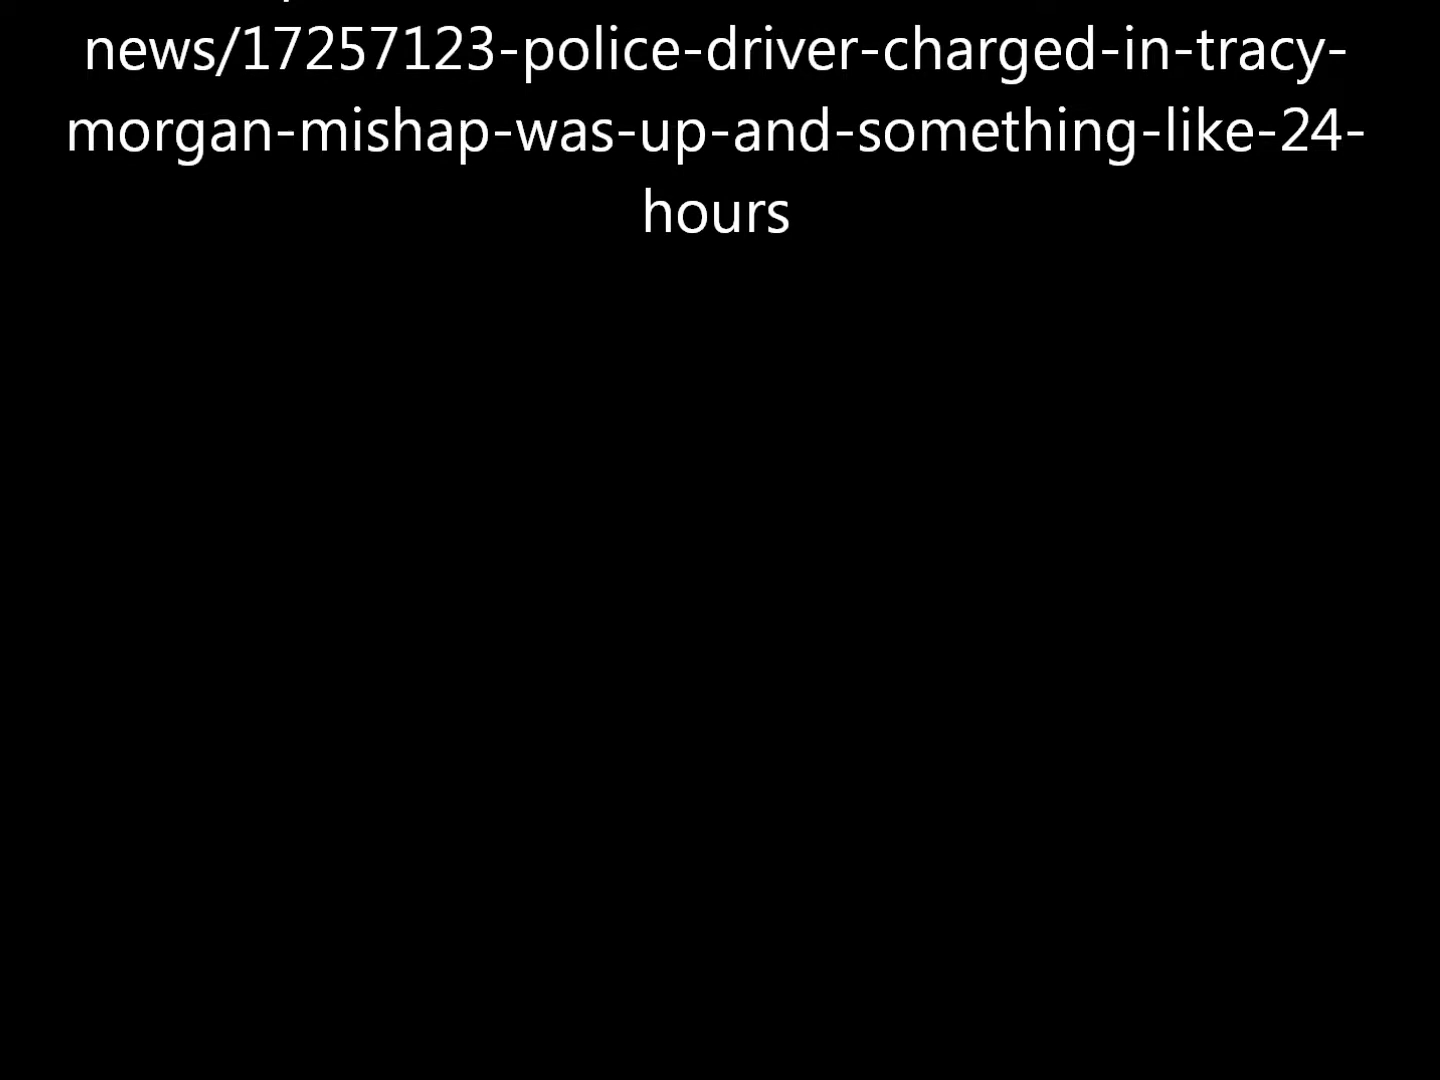 news/17257123-police-driver-charged-in-tracy-
morgan-mishap-was-up-and-something-like-24-
hours